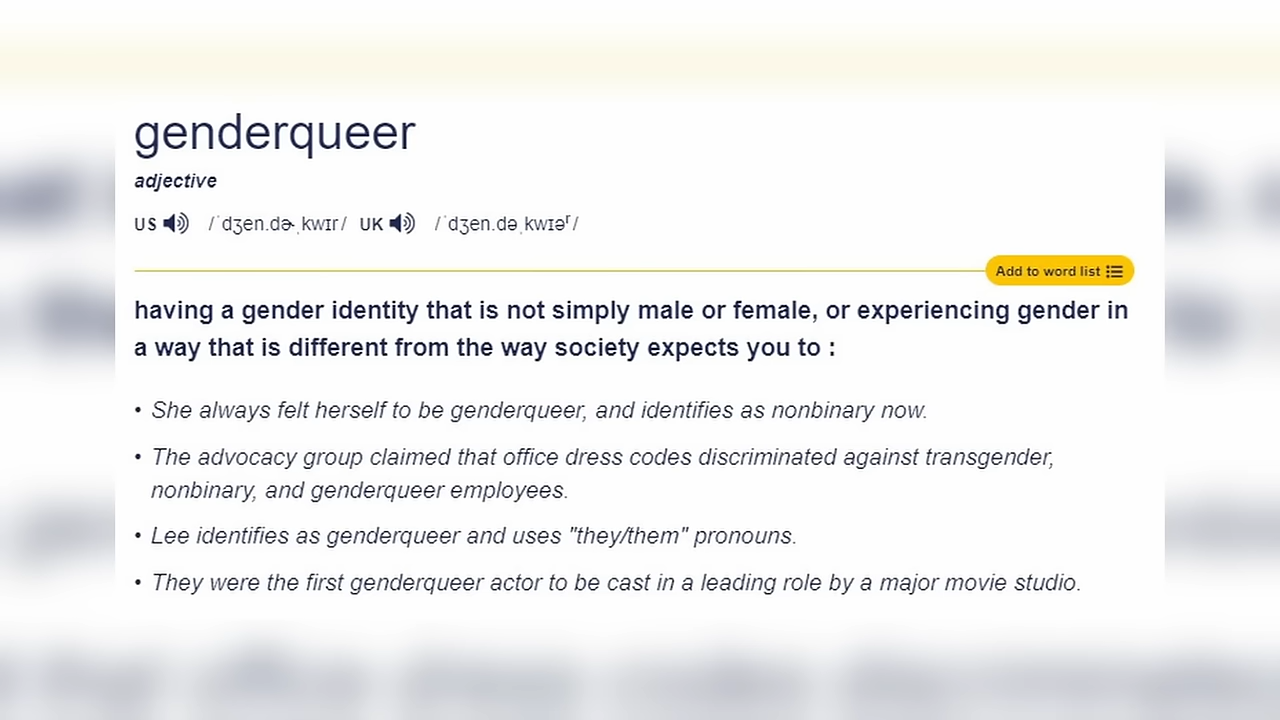 genderqueer
adjective
US /ˈdʒen.dɚˌkwɪr/ UK /ˈdʒen.dəˌkwɪəʳ/
Add to word list
having a gender identity that is not simply male or female, or experiencing gender in
a way that is different from the way society expects you to :
• She always felt herself to be genderqueer, and identifies as nonbinary now.
• The advocacy group claimed that office dress codes discriminated against transgender,
nonbinary, and genderqueer employees.
• Lee identifies as genderqueer and uses "they/them" pronouns.
• They were the first genderqueer actor to be cast in a leading role by a major movie studio.